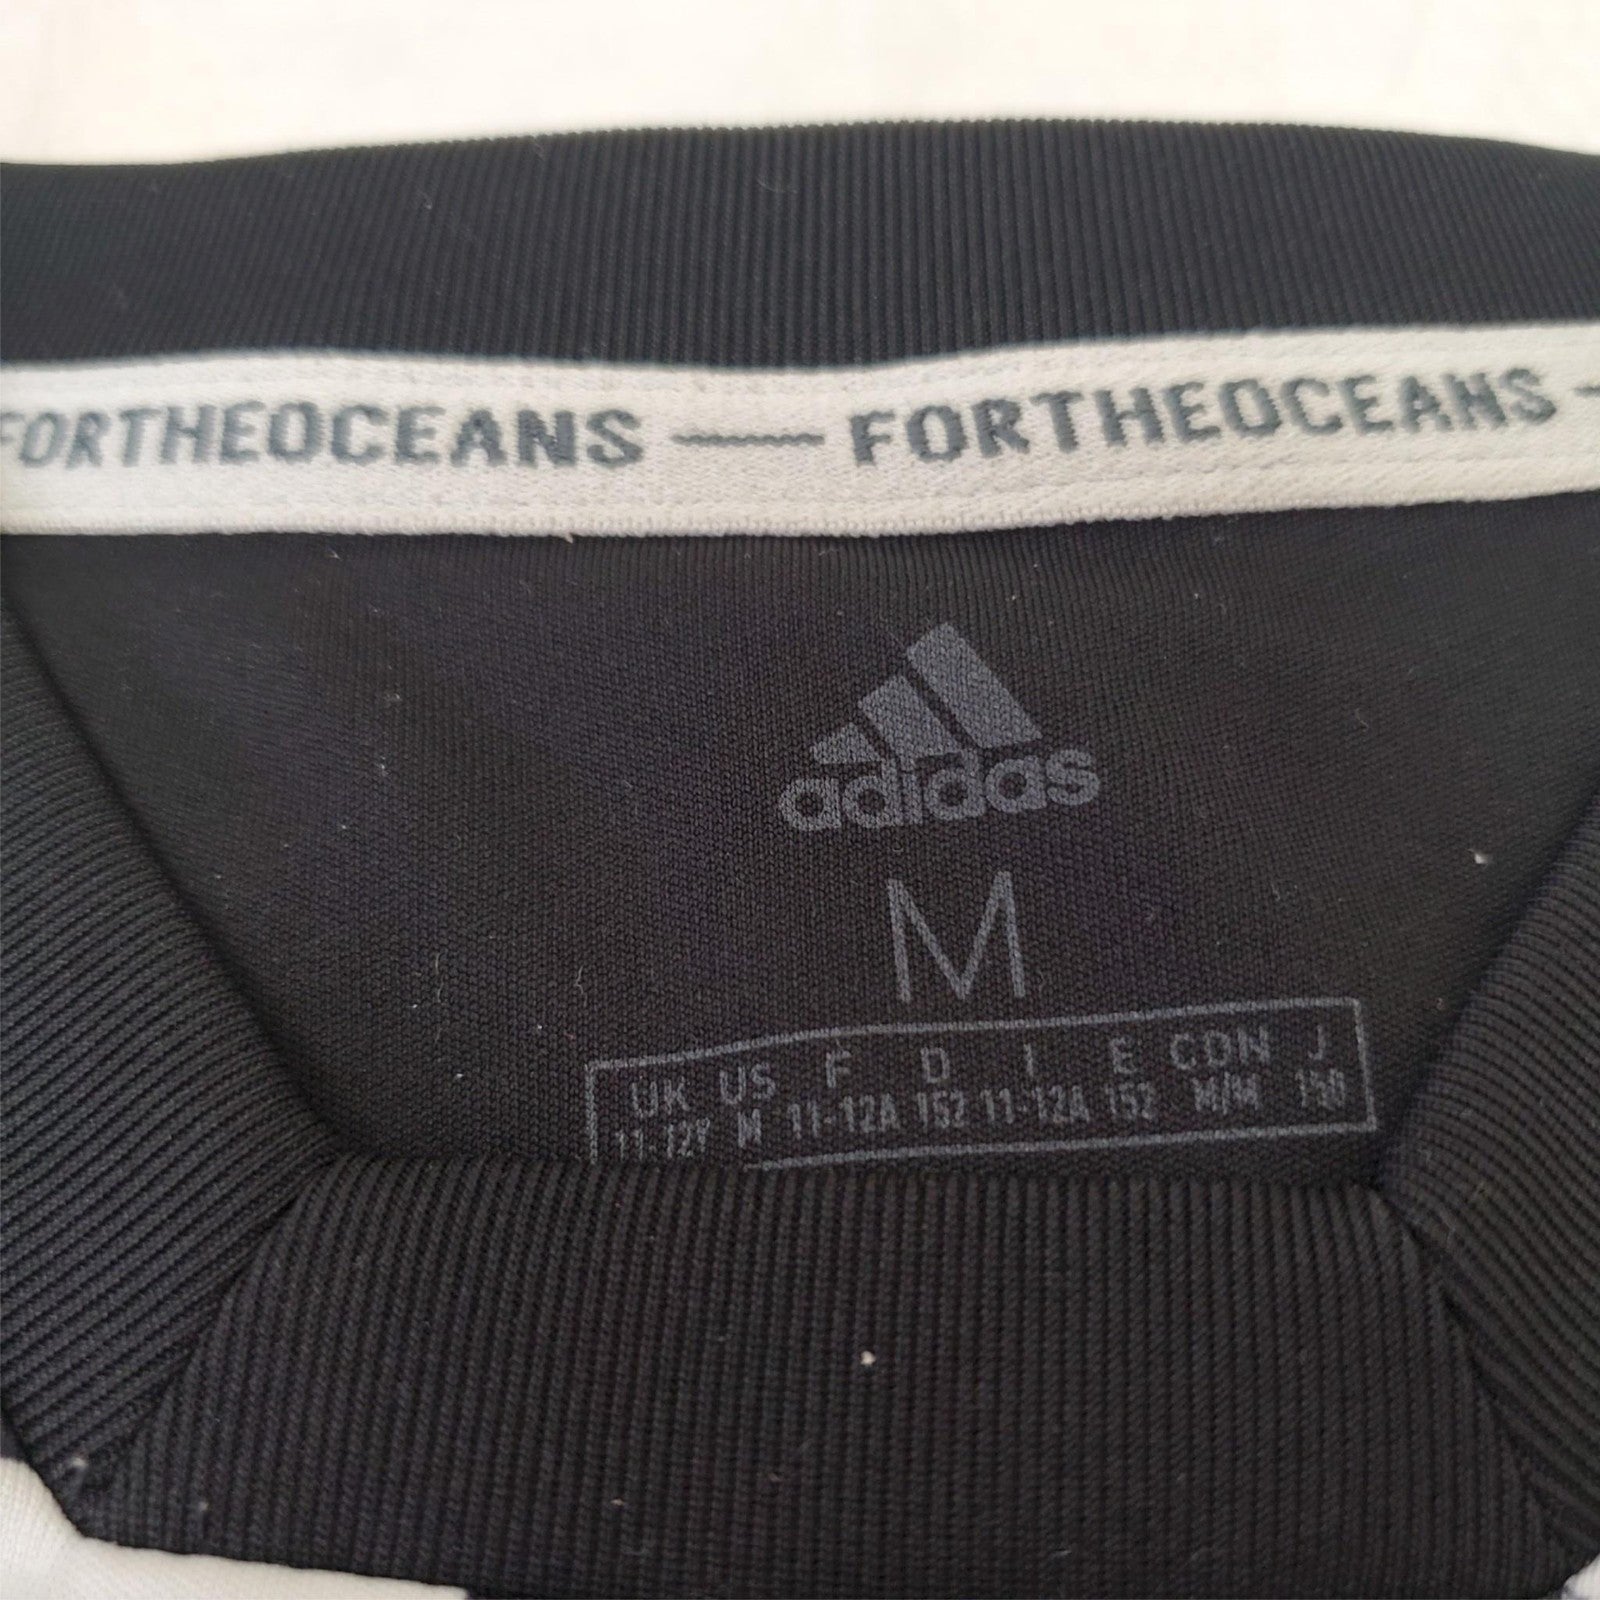 FORTHEOCEANS — FORTHEOCEANS -
adidas
M
UK US F D I E CDN J
11-12Y M 11-12A 152 11-12A 152 M/M 150